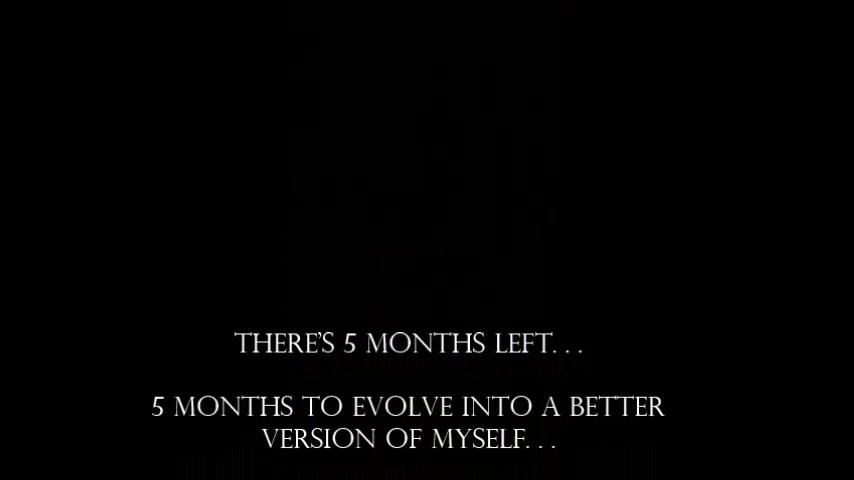 THERE'S 5 MONTHS LEFT. . .
5 MONTHS TO EVOLVE INTO A BETTER
VERSION OF MYSELF. . .